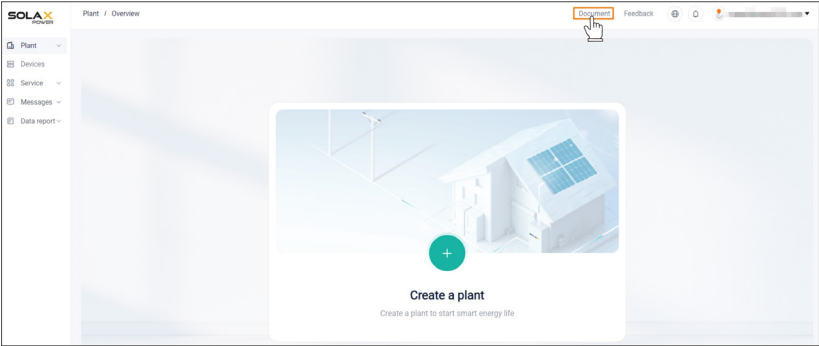 SOLAX
POWER
Plant / Overview
Document
Feedback
Plant
Devices
Service
Messages
Data report
Create a plant
Create a plant to start smart energy life